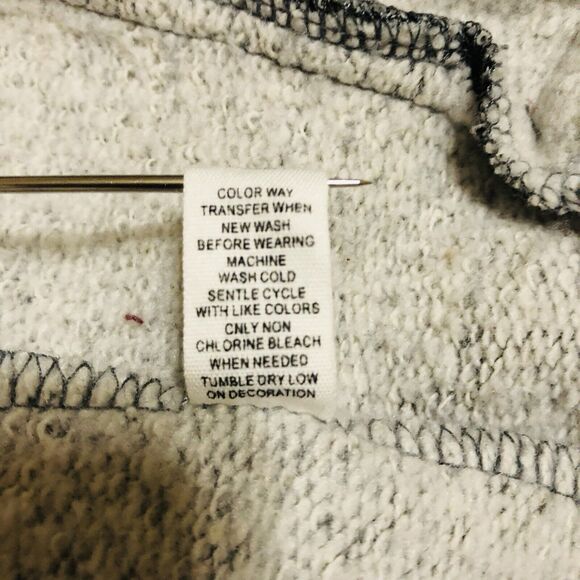 COLOR WAY
TRANSFER WHEN
NEW WASH
BEFORE WEARING
MACHINE
WASH COLD
SENTLE CYCLE
WITH LIKE COLORS
CNLY NON
CHLORINE BLEACH
WHEN NEEDED
TUMBLE DRY LOW
ON DECORATION